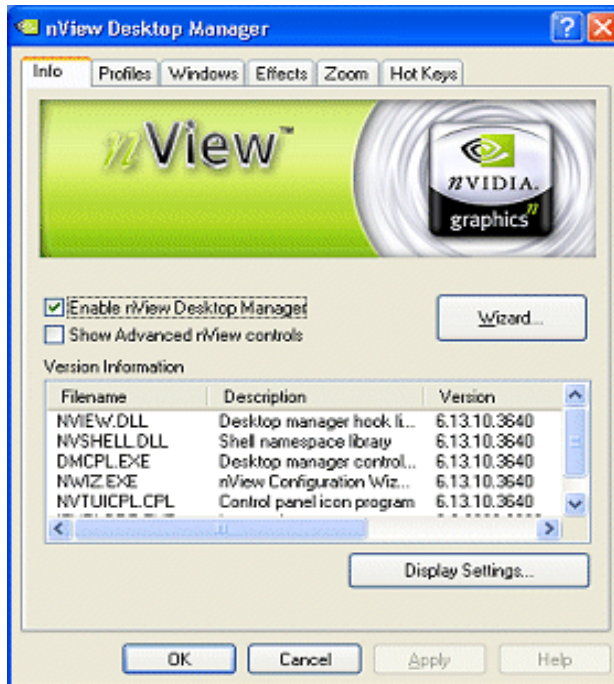 nView Desktop Manager
Info Profiles Windows Effects Zoom Hot Keys
nView™
nVIDIA.
graphics n
Enable nView Desktop Manager
Wizard...
Show Advanced nView controls
Version Information
Filename Description Version
NVIEW.DLL Desktop manager hook li... 6.13.10.3640
NVSHELL.DLL Shell namespace library 6.13.10.3640
DMCPL.EXE Desktop manager control... 6.13.10.3640
NWIZ.EXE nView Configuration Wiz... 6.13.10.3640
NVTUICPL.CPL Control panel icon program 6.13.10.3640
Display Settings...
OK Cancel Apply Help